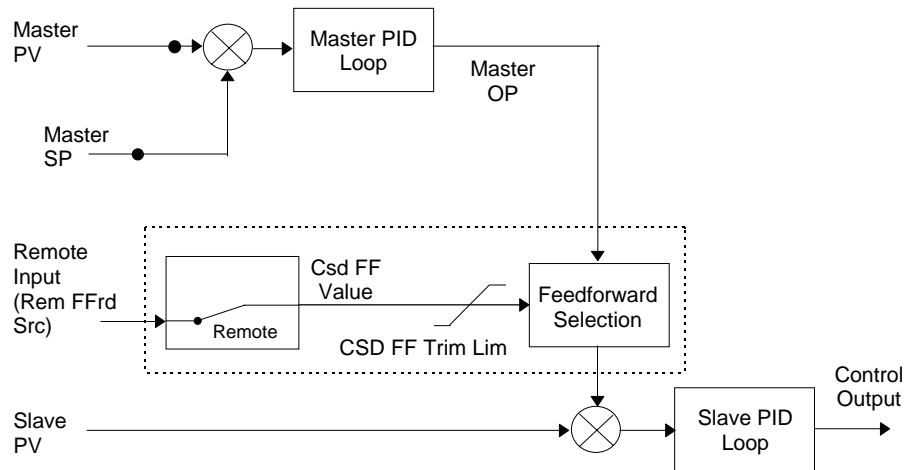 Master
PV
Master PID
Loop
Master
OP
Master
SP
Remote
Input
(Rem FFrd
Src)
Remote
Csd FF
Value
CSD FF Trim Lim
Feedforward
Selection
Slave
PV
Slave PID
Loop
Control
Output